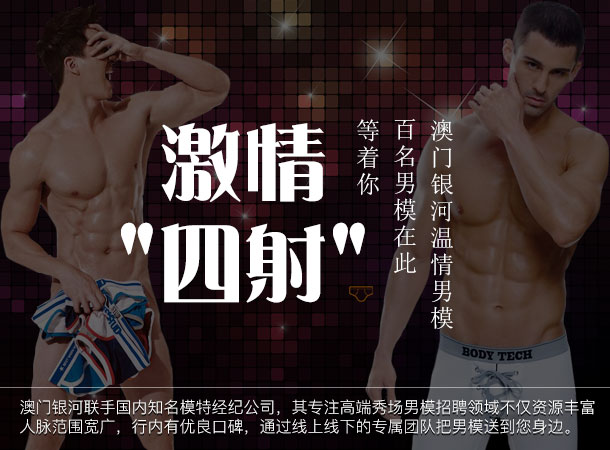 激情
"四射"
澳门银河温情男模
百名男模在此
等着你
BODY TECH
澳门银河联手国内知名模特经纪公司，其专注高端秀场男模招聘领域不仅资源丰富
人脉范围宽广，行内有优良口碑，通过线上线下的专属团队把男模送到您身边。